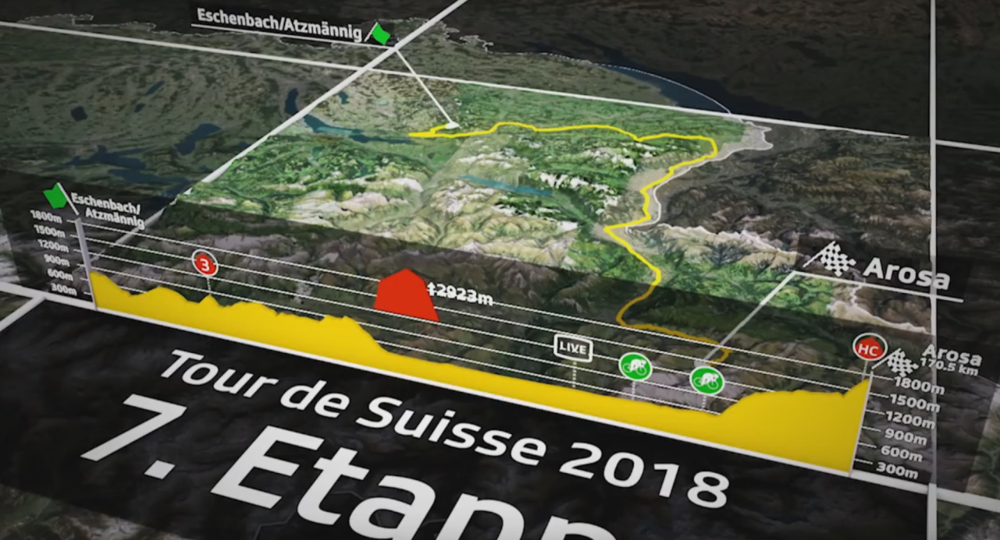 Eschenbach/Atzmännig
Eschenbach/
Atzmännig
1800m
1500m
1200m
900m
600m
300m
3
‡2923m
LIVE
Arosa
HC
Arosa
170.5 km
1800m
1500m
1200m
900m
600m
300m
Tour de Suisse 2018
7. Etapp